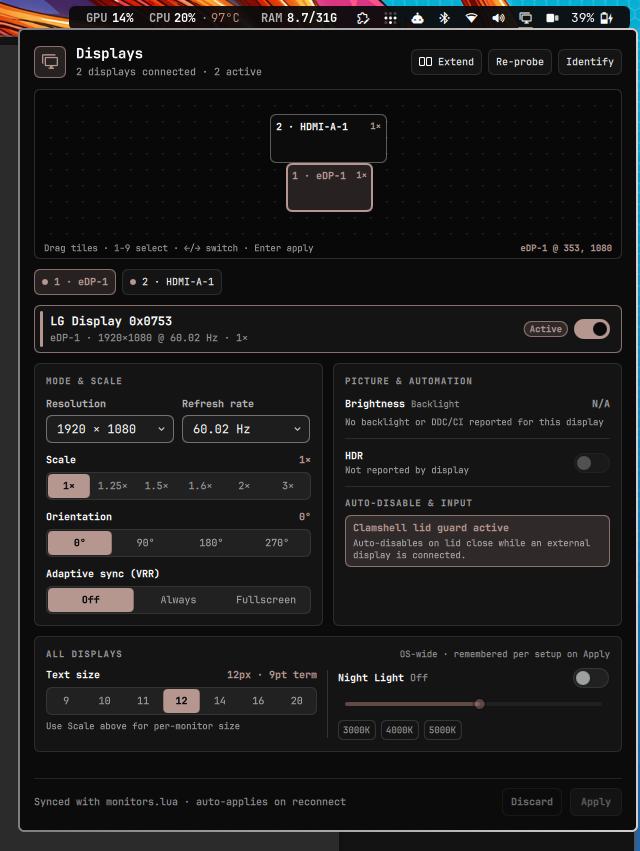 GPU 14% CPU 20% · 97°C RAM 8.7/31G 39%
Displays
2 displays connected · 2 active
Extend Re-probe Identify
2 · HDMI-A-1 1×
1 · eDP-1 1×
Drag tiles · 1-9 select · ←/→ switch · Enter apply eDP-1 @ 353, 1080
1 · eDP-1 2 · HDMI-A-1
LG Display 0x0753
eDP-1 · 1920×1080 @ 60.02 Hz · 1×
Active
MODE & SCALE
Resolution Refresh rate
1920 × 1080 60.02 Hz
Scale 1×
1× 1.25× 1.5× 1.6× 2× 3×
Orientation 0°
0° 90° 180° 270°
Adaptive sync (VRR)
Off Always Fullscreen
PICTURE & AUTOMATION
Brightness Backlight N/A
No backlight or DDC/CI reported for this display
HDR
Not reported by display
AUTO-DISABLE & INPUT
Clamshell lid guard active
Auto-disables on lid close while an external
display is connected.
ALL DISPLAYS OS-wide · remembered per setup on Apply
Text size 12px · 9pt term
9 10 11 12 14 16 20
Use Scale above for per-monitor size
Night Light Off
3000K 4000K 5000K
Synced with monitors.lua · auto-applies on reconnect
Discard Apply